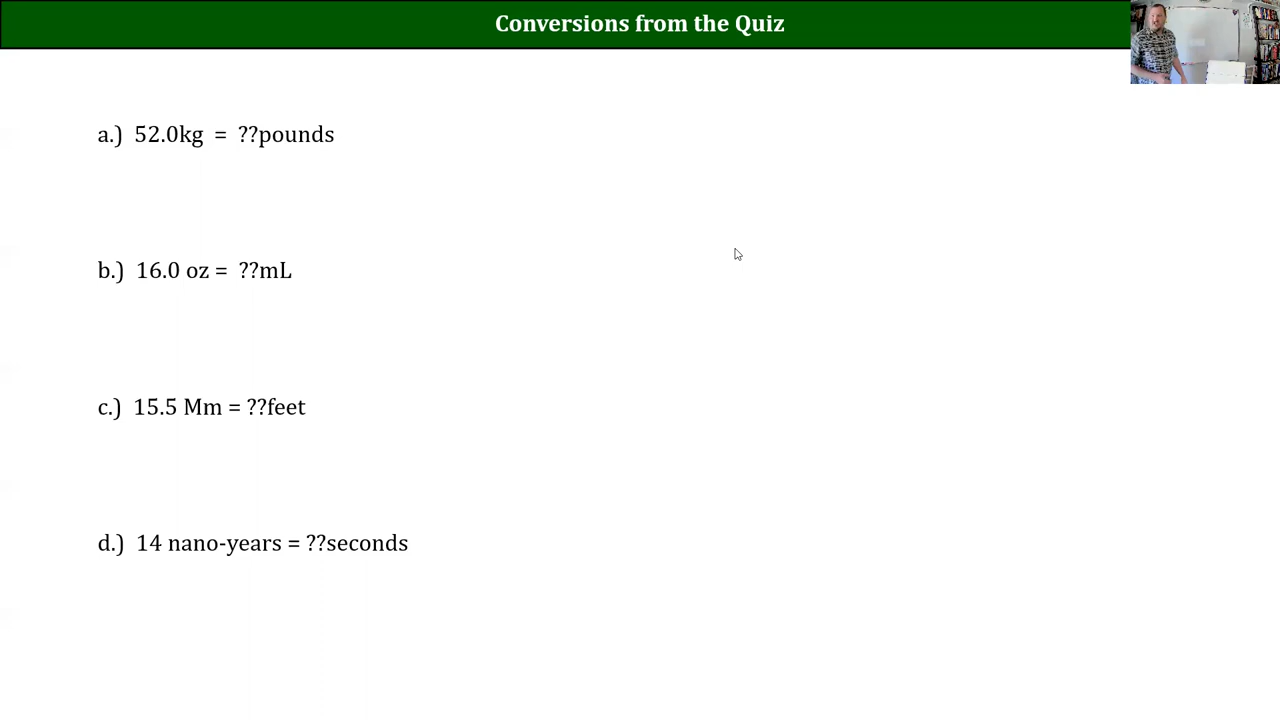 Conversions from the Quiz
a.) 52.0kg = ??pounds
b.) 16.0 oz = ??mL
c.) 15.5 Mm = ??feet
d.) 14 nano-years = ??seconds